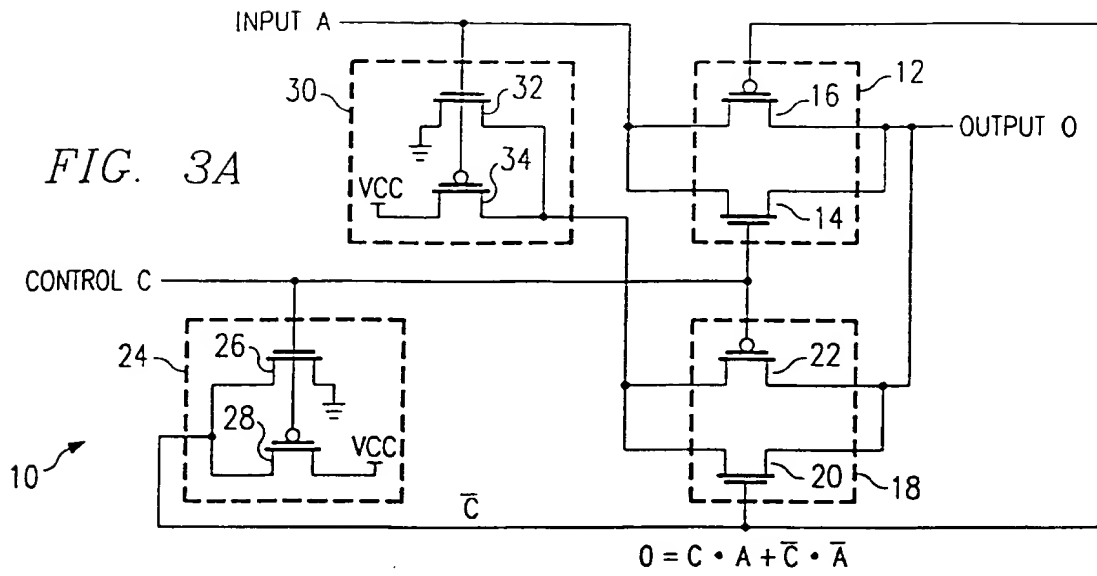 INPUT A
30
32
16
12
OUTPUT O
FIG. 3A
34
VCC
14
CONTROL C
24
26
22
28
VCC
10
20
18
C̅
O = C • A + C̅ • A̅